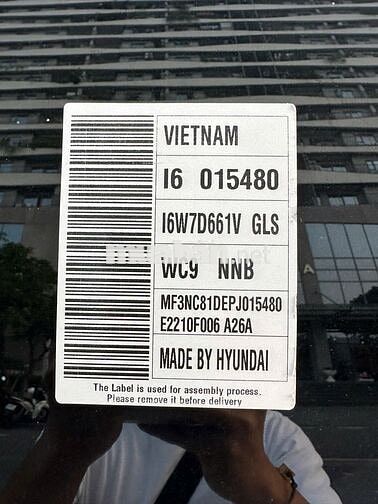 VIETNAM
I6 015480
I6W7D661V GLS
WC9 NNB
MF3NC81DEPJ015480
E2210F006 A26A
MADE BY HYUNDAI
The Label is used for assembly process.
Please remove it before delivery